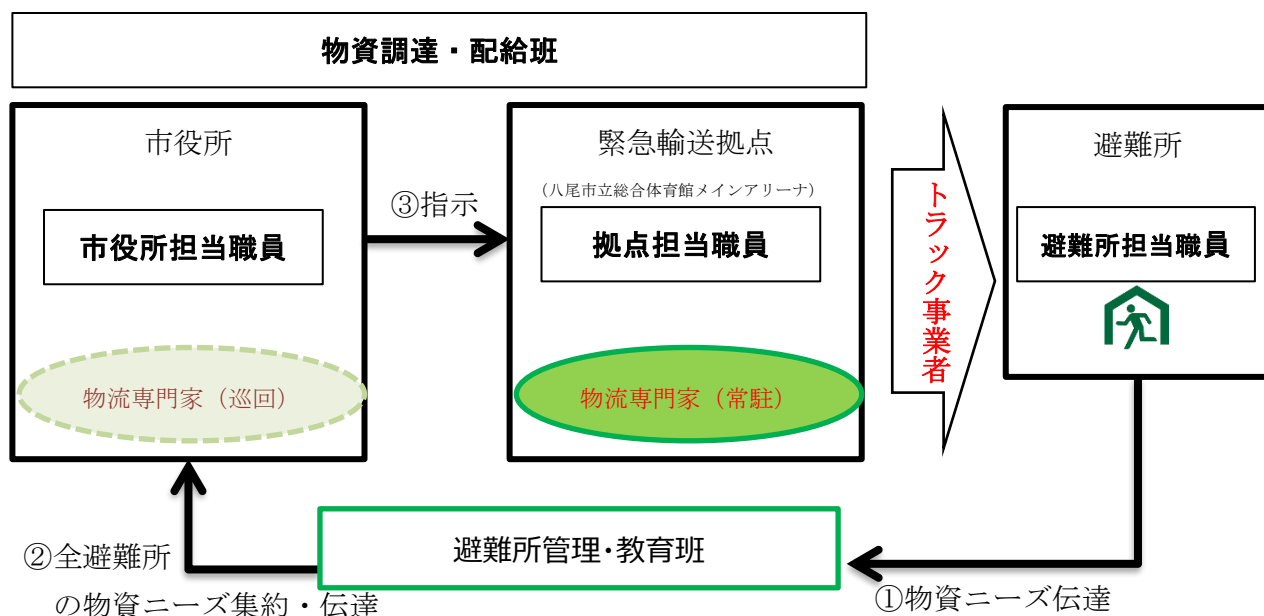 物資調達・配給班
市役所
市役所担当職員
物流専門家（巡回）
③指示
緊急輸送拠点
（八尾市立総合体育館メインアリーナ）
拠点担当職員
物流専門家（常駐）
トラック事業者
避難所
避難所担当職員
①物資ニーズ伝達
避難所管理・教育班
②全避難所
の物資ニーズ集約・伝達